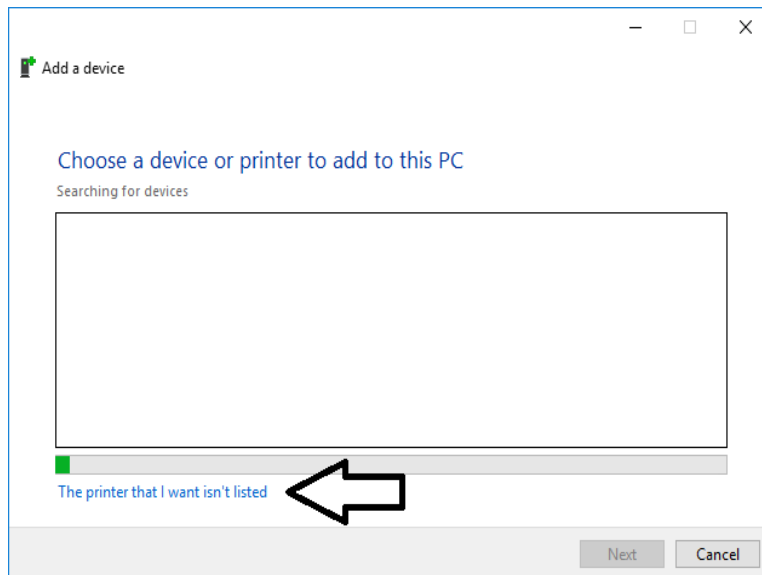 Add a device
Choose a device or printer to add to this PC
Searching for devices
The printer that I want isn't listed
Next
Cancel